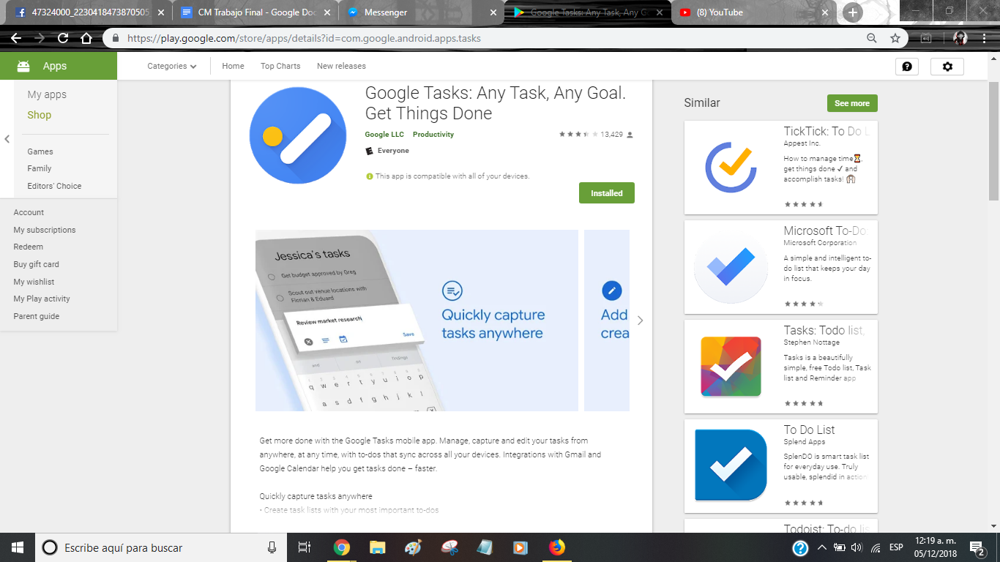 47324000_2230418473870505
CM Trabajo Final - Google Doc
Messenger
Google Tasks: Any Task, Any Go
(8) YouTube
https://play.google.com/store/apps/details?id=com.google.android.apps.tasks
Apps
Categories
Home
Top Charts
New releases
My apps
Shop
Games
Family
Editors' Choice
Account
My subscriptions
Redeem
Buy gift card
My wishlist
My Play activity
Parent guide
Google Tasks: Any Task, Any Goal.
Get Things Done
Google LLC Productivity
13,429
Everyone
This app is compatible with all of your devices.
Installed
Jessica's tasks
Get budget approved by Greg
Scout out venue locations with
Florian & Eduard
Review market research
Save
and an findings
q w e r t y u i o p
a s d f g h j k l
Quickly capture
tasks anywhere
Add
crea
Get more done with the Google Tasks mobile app. Manage, capture and edit your tasks from
anywhere, at any time, with to-dos that sync across all your devices. Integrations with Gmail and
Google Calendar help you get tasks done – faster.
Quickly capture tasks anywhere
• Create task lists with your most important to-dos
Similar
See more
TickTick: To Do L
Appest Inc.
How to manage time⏳,
get things done ✓ and
accomplish tasks!
Microsoft To-Do:
Microsoft Corporation
A simple and intelligent to-
do list that keeps your day
in focus.
Tasks: Todo list,
Stephen Nottage
Tasks is a beautifully
simple, free Todo list, Task
list and Reminder app
To Do List
Splend Apps
SplenDO is smart task list
for everyday use. Truly
usable, splendid in action
Todoist: To-do lis
Escribe aquí para buscar
ESP
12:19 a. m.
05/12/2018
2